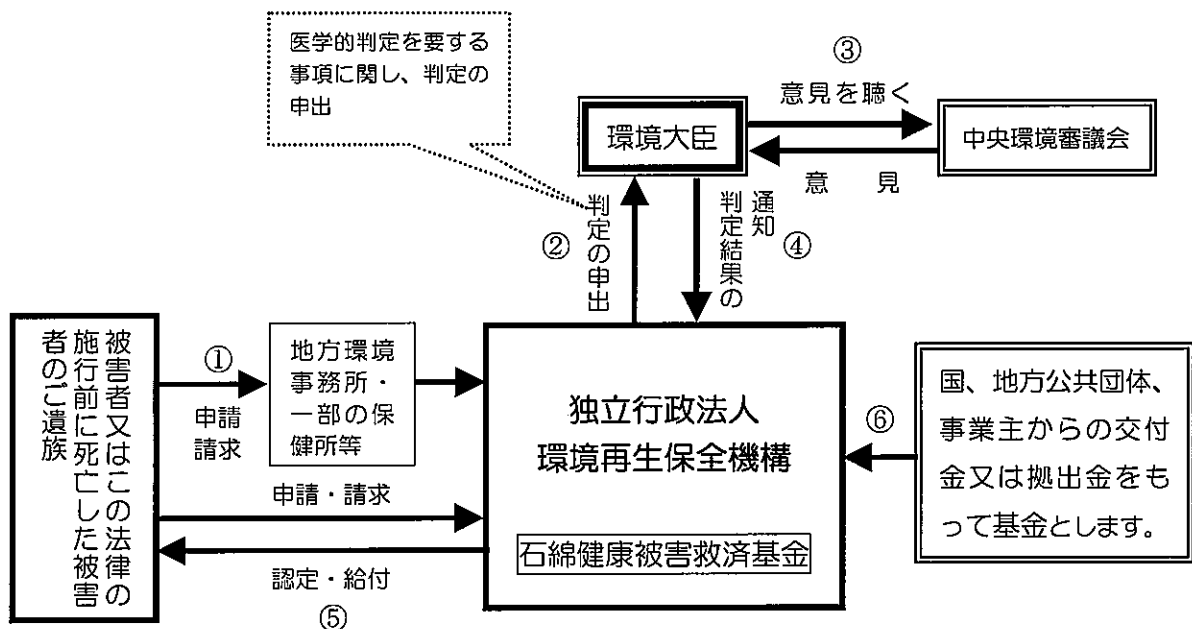 医学的判定を要する
事項に関し、判定の
申出
③
意見を聴く
環境大臣
中央環境審議会
意 見
②
判定の申出
通知
判定結果の
④
被害者又はこの法律の
施行前に死亡した被害
者のご遺族
①
申請
請求
地方環境
事務所・
一部の保
健所等
申請・請求
認定・給付
⑤
独立行政法人
環境再生保全機構
石綿健康被害救済基金
⑥
国、地方公共団体、
事業主からの交付
金又は拠出金をも
って基金とします。